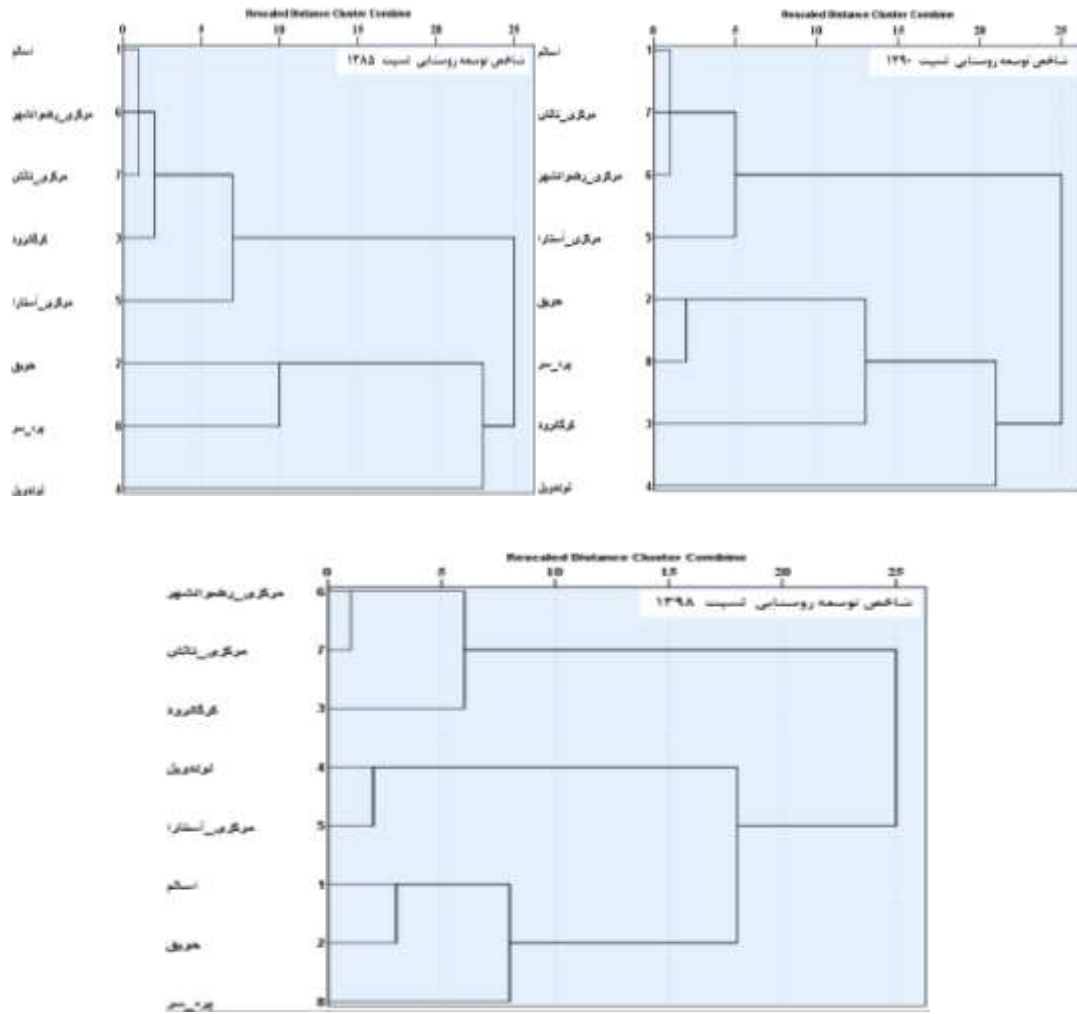 Rescaled Distance Cluster Combine
0 5 10 15 20 25
شاخص توسعه روستایی نسبت ۱۳۸۵
اسالم 1
مرکزی_رضوانشهر 6
مرکزی_تالش 7
کرگانرود 3
مرکزی_آستارا 5
حویق 2
پره_سر 8
لوندویل 4
Rescaled Distance Cluster Combine
0 5 10 15 20 25
شاخص توسعه روستایی نسبت ۱۳۹۰
اسالم 1
مرکزی_تالش 7
مرکزی_رضوانشهر 6
مرکزی_آستارا 5
حویق 2
پره_سر 8
کرگانرود 3
لوندویل 4
Rescaled Distance Cluster Combine
0 5 10 15 20 25
شاخص توسعه روستایی نسبت ۱۳۹۸
مرکزی_رضوانشهر 6
مرکزی_تالش 7
کرگانرود 3
لوندویل 4
مرکزی_آستارا 5
اسالم 1
حویق 2
پره_سر 8